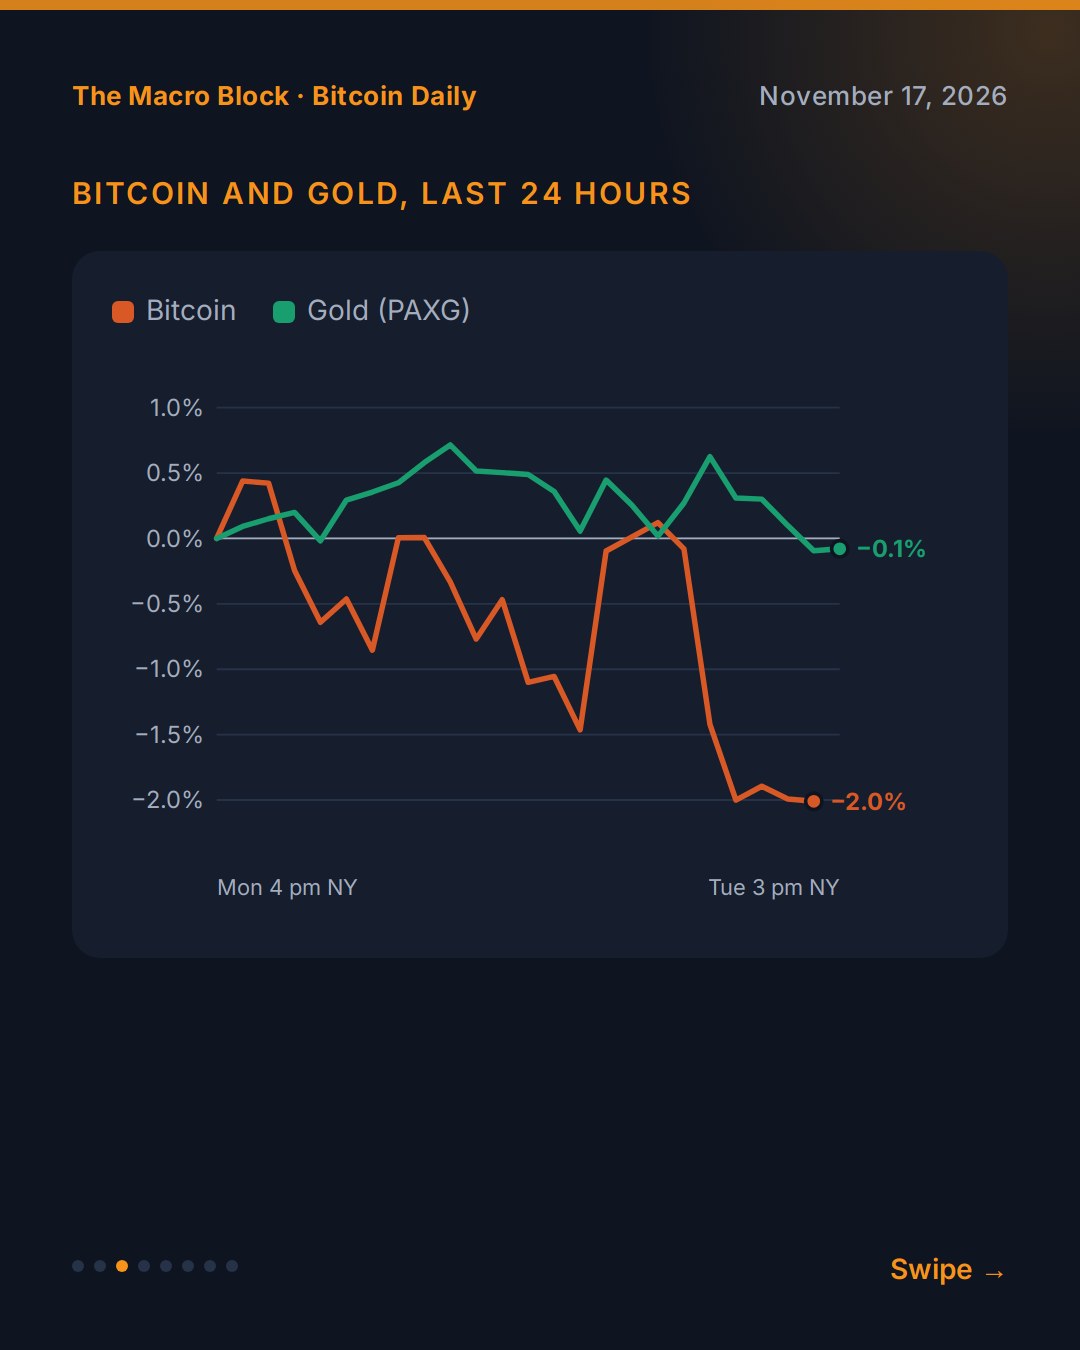 The Macro Block · Bitcoin Daily
November 17, 2026
BITCOIN AND GOLD, LAST 24 HOURS
Bitcoin
Gold (PAXG)
1.0%
0.5%
0.0%
−0.5%
−1.0%
−1.5%
−2.0%
−0.1%
−2.0%
Mon 4 pm NY
Tue 3 pm NY
Swipe →